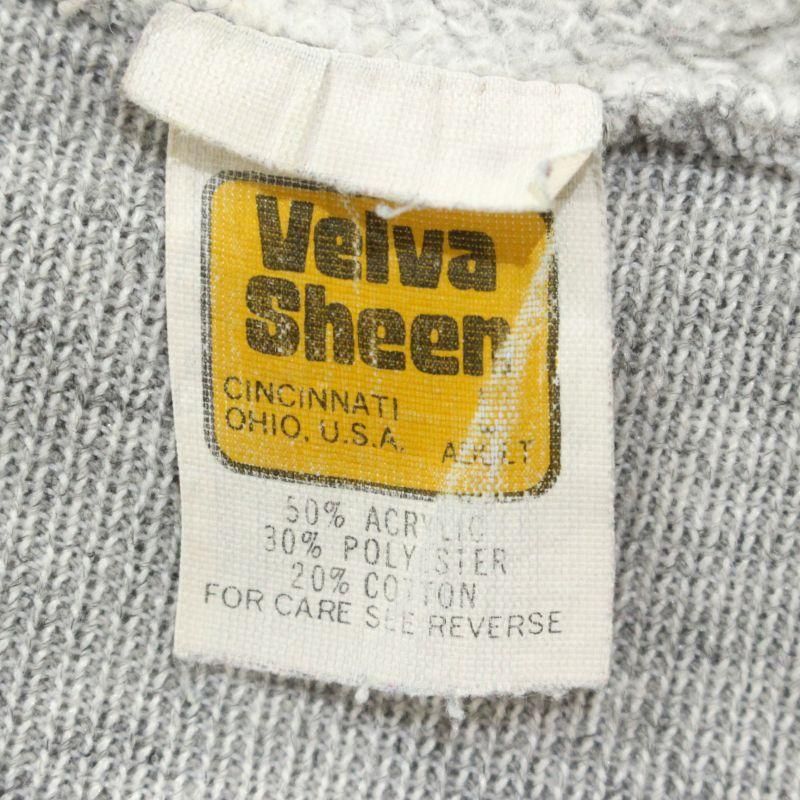 Velva
Sheen
CINCINNATI
OHIO, U.S.A.
ADULT
50% ACRYLIC
30% POLYESTER
20% COTTON
FOR CARE SEE REVERSE